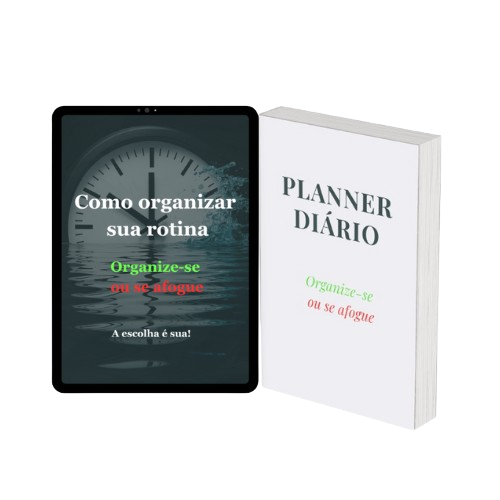 Como organizar
sua rotina
Organize-se
ou se afogue
A escolha é sua!
PLANNER
DIÁRIO
Organize-se
ou se afogue